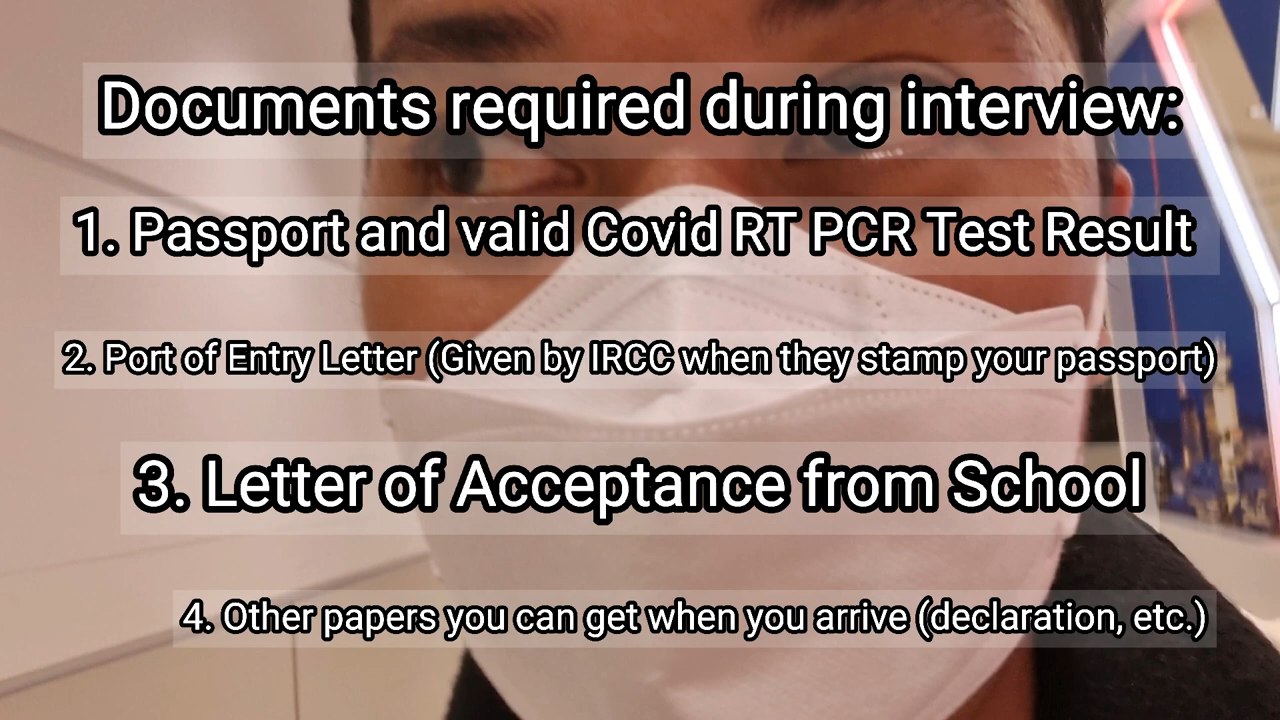 Documents required during interview:
1. Passport and valid Covid RT PCR Test Result
2. Port of Entry Letter (Given by IRCC when they stamp your passport)
3. Letter of Acceptance from School
4. Other papers you can get when you arrive (declaration, etc.)